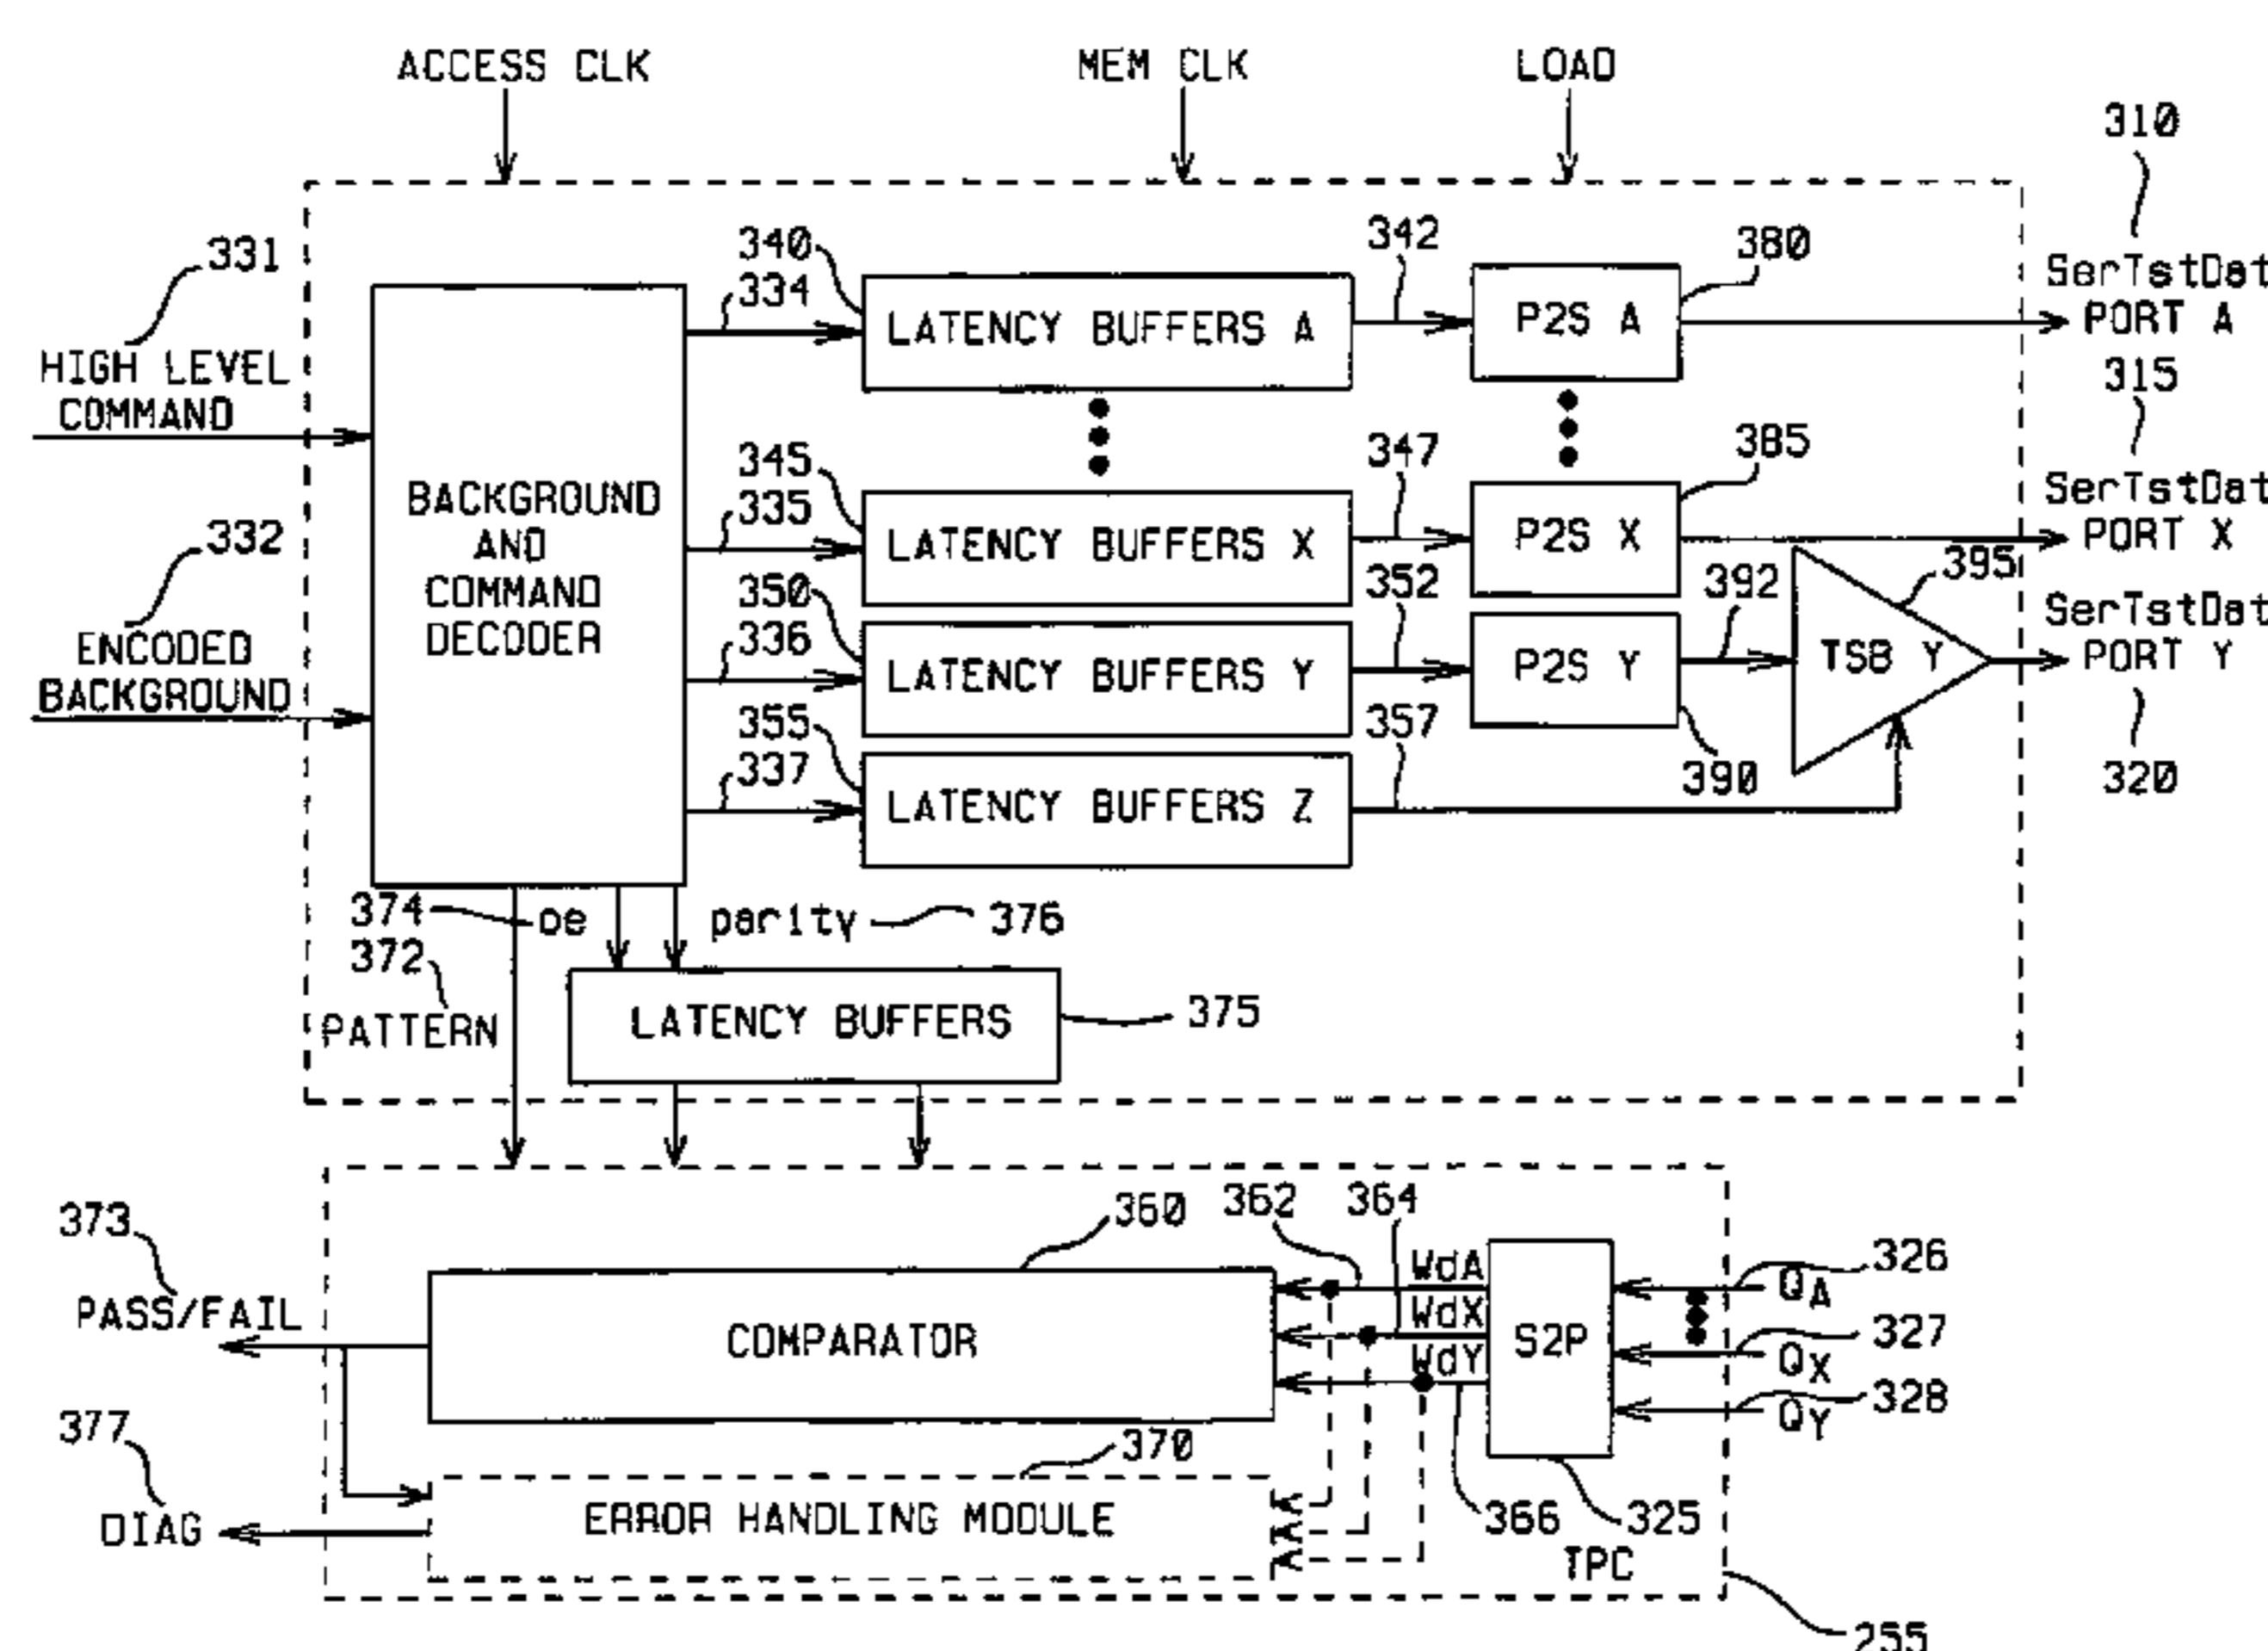 ACCESS CLK
MEM CLK
LOAD
310
SerTstDat
PORT A
315
SerTstDat
PORT X
SerTstDat
PORT Y
320
331
HIGH LEVEL
COMMAND
332
ENCODED
BACKGROUND
BACKGROUND
AND
COMMAND
DECODER
340
334
LATENCY BUFFERS A
342
P2S A
380
345
335
LATENCY BUFFERS X
347
P2S X
385
350
336
LATENCY BUFFERS Y
352
P2S Y
390
392
TSB Y
395
355
337
LATENCY BUFFERS Z
357
374
oe
parity
376
372
PATTERN
LATENCY BUFFERS
375
373
PASS/FAIL
360
COMPARATOR
362
364
WdA
WdX
WdY
S2P
326
QA
327
QX
328
QY
377
DIAG
370
ERROR HANDLING MODULE
366
325
TPC
255